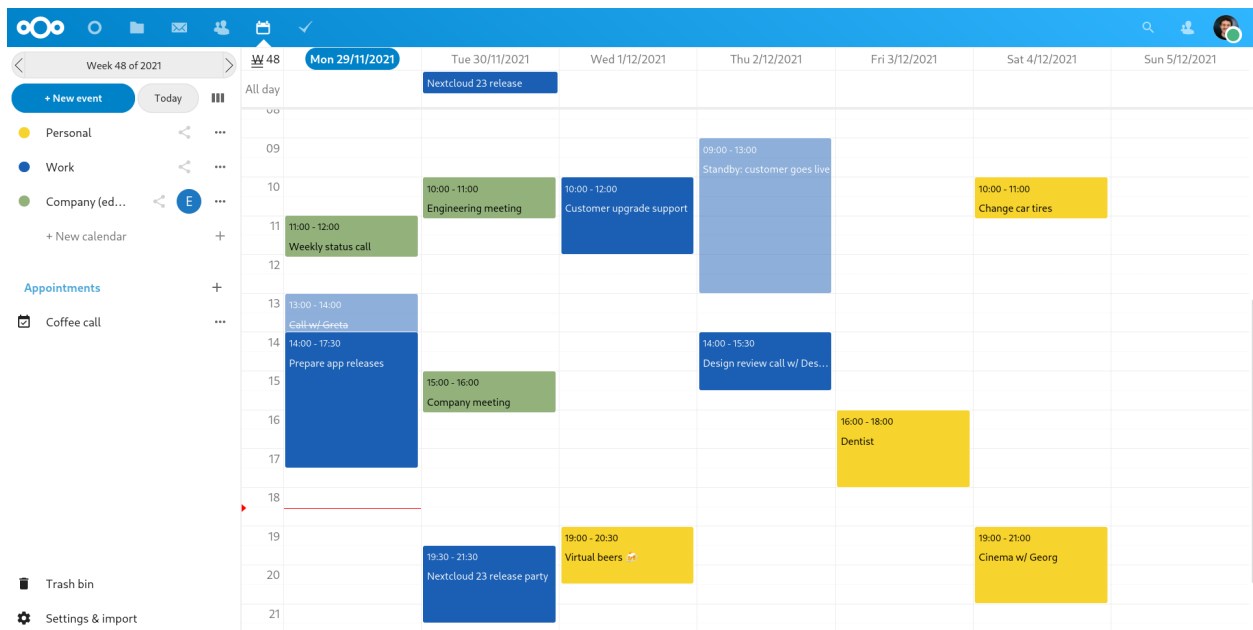 Week 48 of 2021
+ New event
Today
Personal
Work
Company (ed...
E
+ New calendar
+
Appointments
+
Coffee call
Trash bin
Settings & import
W 48
Mon 29/11/2021
Tue 30/11/2021
Wed 1/12/2021
Thu 2/12/2021
Fri 3/12/2021
Sat 4/12/2021
Sun 5/12/2021
All day
Nextcloud 23 release
08
09
10
11
12
13
14
15
16
17
18
19
20
21
11:00 - 12:00
Weekly status call
13:00 - 14:00
Call w/ Greta
14:00 - 17:30
Prepare app releases
10:00 - 11:00
Engineering meeting
15:00 - 16:00
Company meeting
19:30 - 21:30
Nextcloud 23 release party
10:00 - 12:00
Customer upgrade support
19:00 - 20:30
Virtual beers 🍻
09:00 - 13:00
Standby: customer goes live
14:00 - 15:30
Design review call w/ Des...
16:00 - 18:00
Dentist
10:00 - 11:00
Change car tires
19:00 - 21:00
Cinema w/ Georg